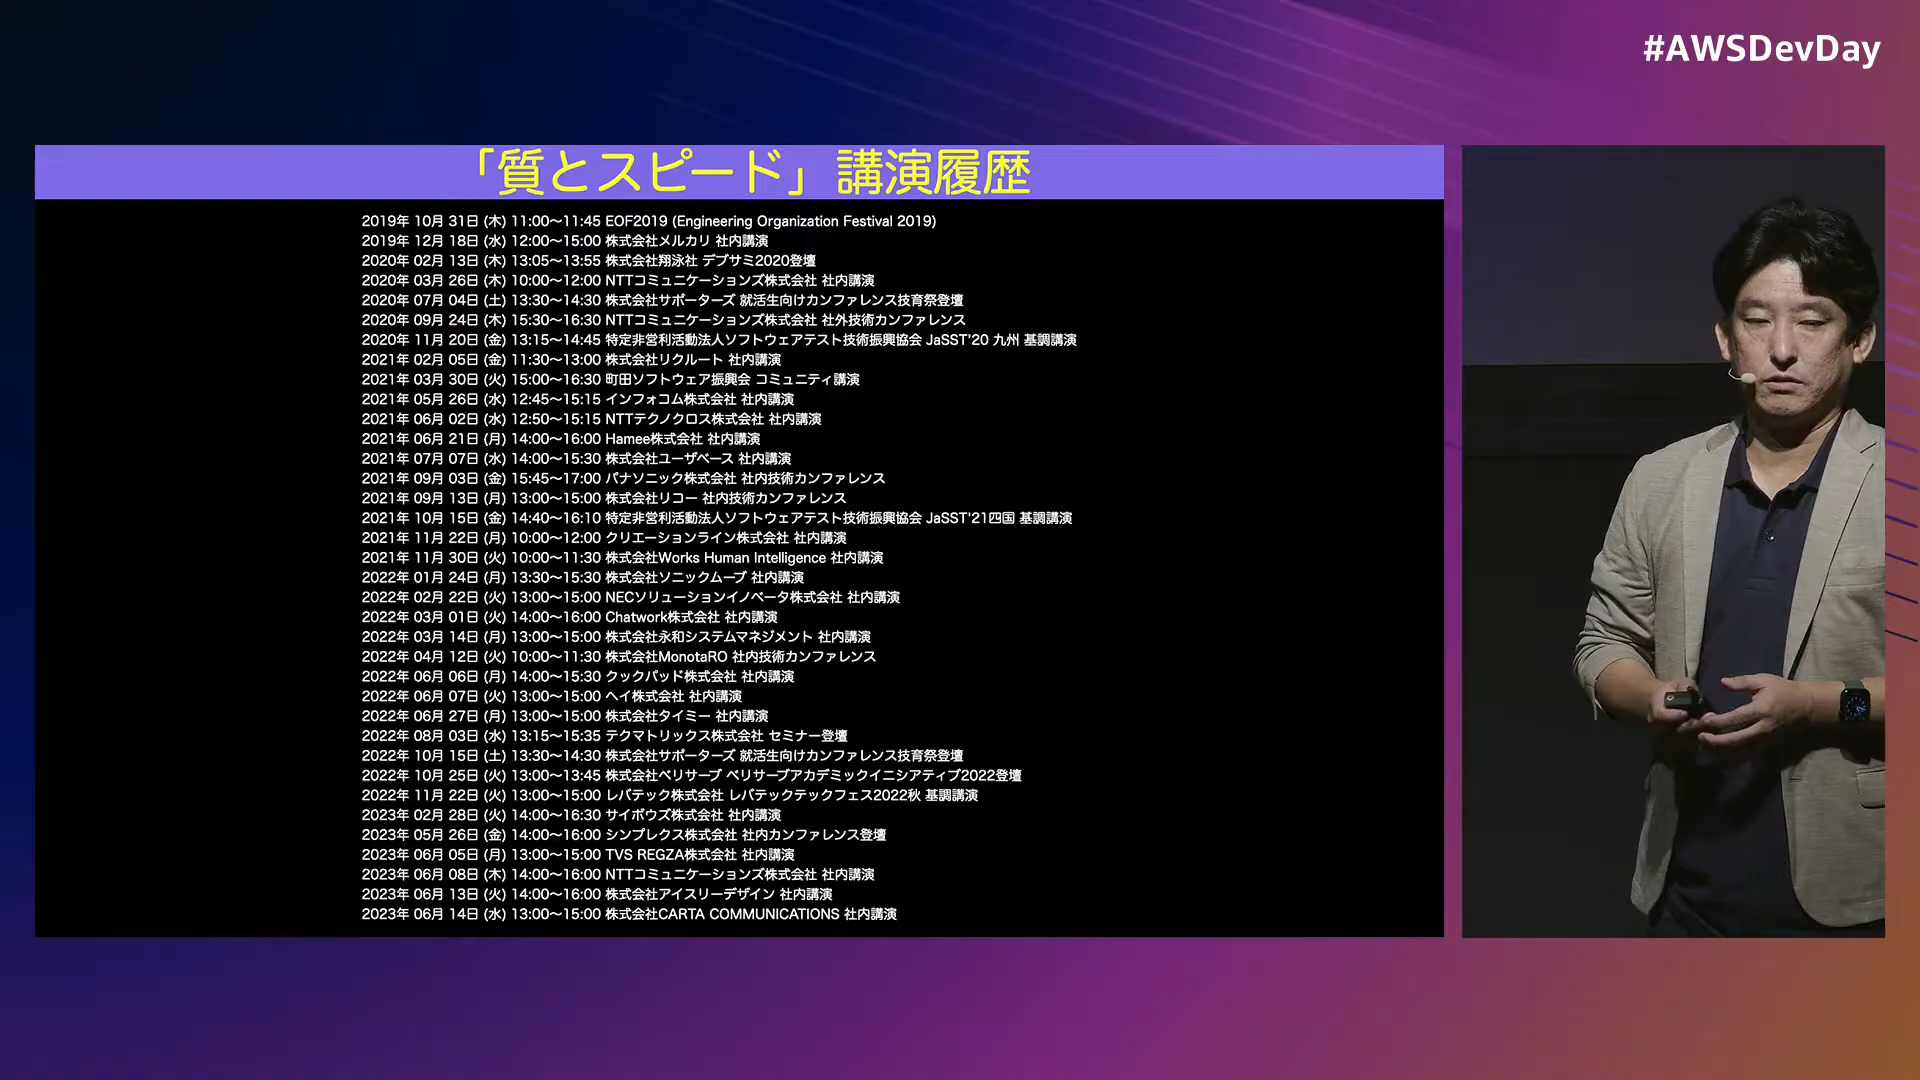 #AWSDevDay
「質とスピード」講演履歴
2019年 10月 31日 (木) 11:00〜11:45 EOF2019 (Engineering Organization Festival 2019)
2019年 12月 18日 (水) 12:00〜15:00 株式会社メルカリ 社内講演
2020年 02月 13日 (木) 13:05〜13:55 株式会社翔泳社 デブサミ2020登壇
2020年 03月 26日 (木) 10:00〜12:00 NTTコミュニケーションズ株式会社 社内講演
2020年 07月 04日 (土) 13:30〜14:30 株式会社サポーターズ 就活生向けカンファレンス技育祭登壇
2020年 09月 24日 (木) 15:30〜16:30 NTTコミュニケーションズ株式会社 社外技術カンファレンス
2020年 11月 20日 (金) 13:15〜14:45 特定非営利活動法人ソフトウェアテスト技術振興協会 JaSST’20 九州 基調講演
2021年 02月 05日 (金) 11:30〜13:00 株式会社リクルート 社内講演
2021年 03月 30日 (火) 15:00〜16:30 町田ソフトウェア振興会 コミュニティ講演
2021年 05月 26日 (水) 12:45〜15:15 インフォコム株式会社 社内講演
2021年 06月 02日 (水) 12:50〜15:15 NTTテクノクロス株式会社 社内講演
2021年 06月 21日 (月) 14:00〜16:00 Hamee株式会社 社内講演
2021年 07月 07日 (水) 14:00〜15:30 株式会社ユーザベース 社内講演
2021年 09月 03日 (金) 15:45〜17:00 パナソニック株式会社 社内技術カンファレンス
2021年 09月 13日 (月) 13:00〜15:00 株式会社リコー 社内技術カンファレンス
2021年 10月 15日 (金) 14:40〜16:10 特定非営利活動法人ソフトウェアテスト技術振興協会 JaSST'21四国 基調講演
2021年 11月 22日 (月) 10:00〜12:00 クリエーションライン株式会社 社内講演
2021年 11月 30日 (火) 10:00〜11:30 株式会社Works Human Intelligence 社内講演
2022年 01月 24日 (月) 13:30〜15:30 株式会社ソニックムーブ 社内講演
2022年 02月 22日 (火) 13:00〜15:00 NECソリューションイノベータ株式会社 社内講演
2022年 03月 01日 (火) 14:00〜16:00 Chatwork株式会社 社内講演
2022年 03月 14日 (月) 13:00〜15:00 株式会社永和システムマネジメント 社内講演
2022年 04月 12日 (火) 10:00〜11:30 株式会社MonotaRO 社内技術カンファレンス
2022年 06月 06日 (月) 14:00〜15:30 クックパッド株式会社 社内講演
2022年 06月 07日 (火) 13:00〜15:00 ヘイ株式会社 社内講演
2022年 06月 27日 (月) 13:00〜15:00 株式会社タイミー 社内講演
2022年 08月 03日 (水) 13:15〜15:35 テクマトリックス株式会社 セミナー登壇
2022年 10月 15日 (土) 13:30〜14:30 株式会社サポーターズ 就活生向けカンファレンス技育祭登壇
2022年 10月 25日 (火) 13:00〜13:45 株式会社ベリサーブ ベリサーブアカデミックイニシアティブ2022登壇
2022年 11月 22日 (火) 13:00〜15:00 レバテック株式会社 レバテックテックフェス2022秋 基調講演
2023年 02月 28日 (火) 14:00〜16:30 サイボウズ株式会社 社内講演
2023年 05月 26日 (金) 14:00〜16:00 シンプレクス株式会社 社内カンファレンス登壇
2023年 06月 05日 (月) 13:00〜15:00 TVS REGZA株式会社 社内講演
2023年 06月 08日 (木) 14:00〜16:00 NTTコミュニケーションズ株式会社 社内講演
2023年 06月 13日 (火) 14:00〜16:00 株式会社アイスリーデザイン 社内講演
2023年 06月 14日 (水) 13:00〜15:00 株式会社CARTA COMMUNICATIONS 社内講演